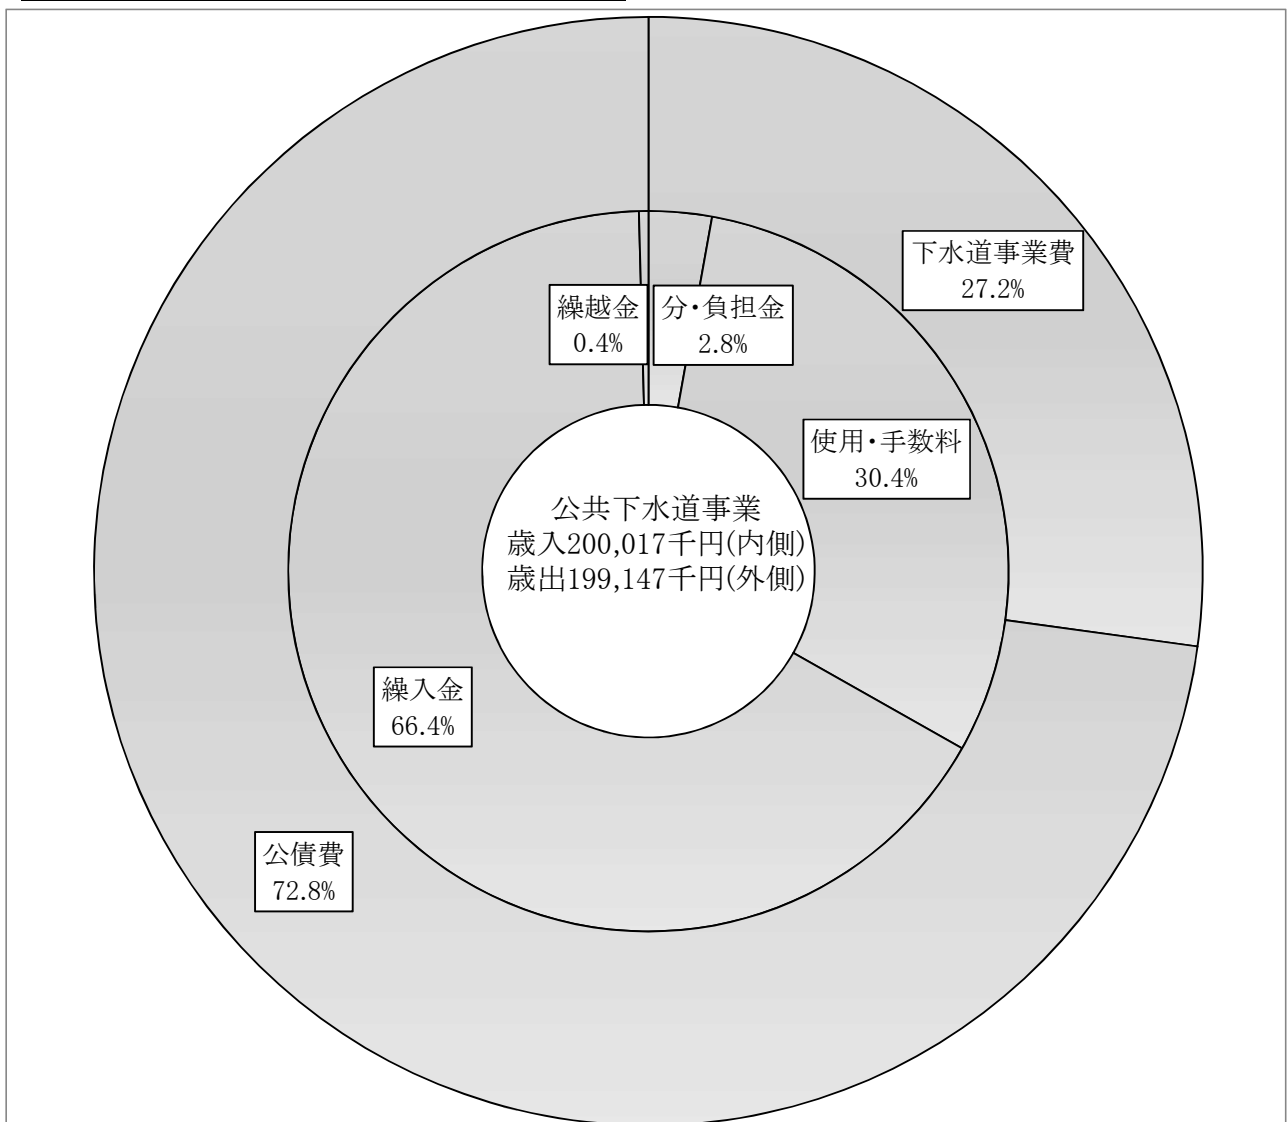 下水道事業費
27.2%
繰越金
0.4%
分・負担金
2.8%
使用・手数料
30.4%
公共下水道事業
歳入200,017千円(内側)
歳出199,147千円(外側)
繰入金
66.4%
公債費
72.8%